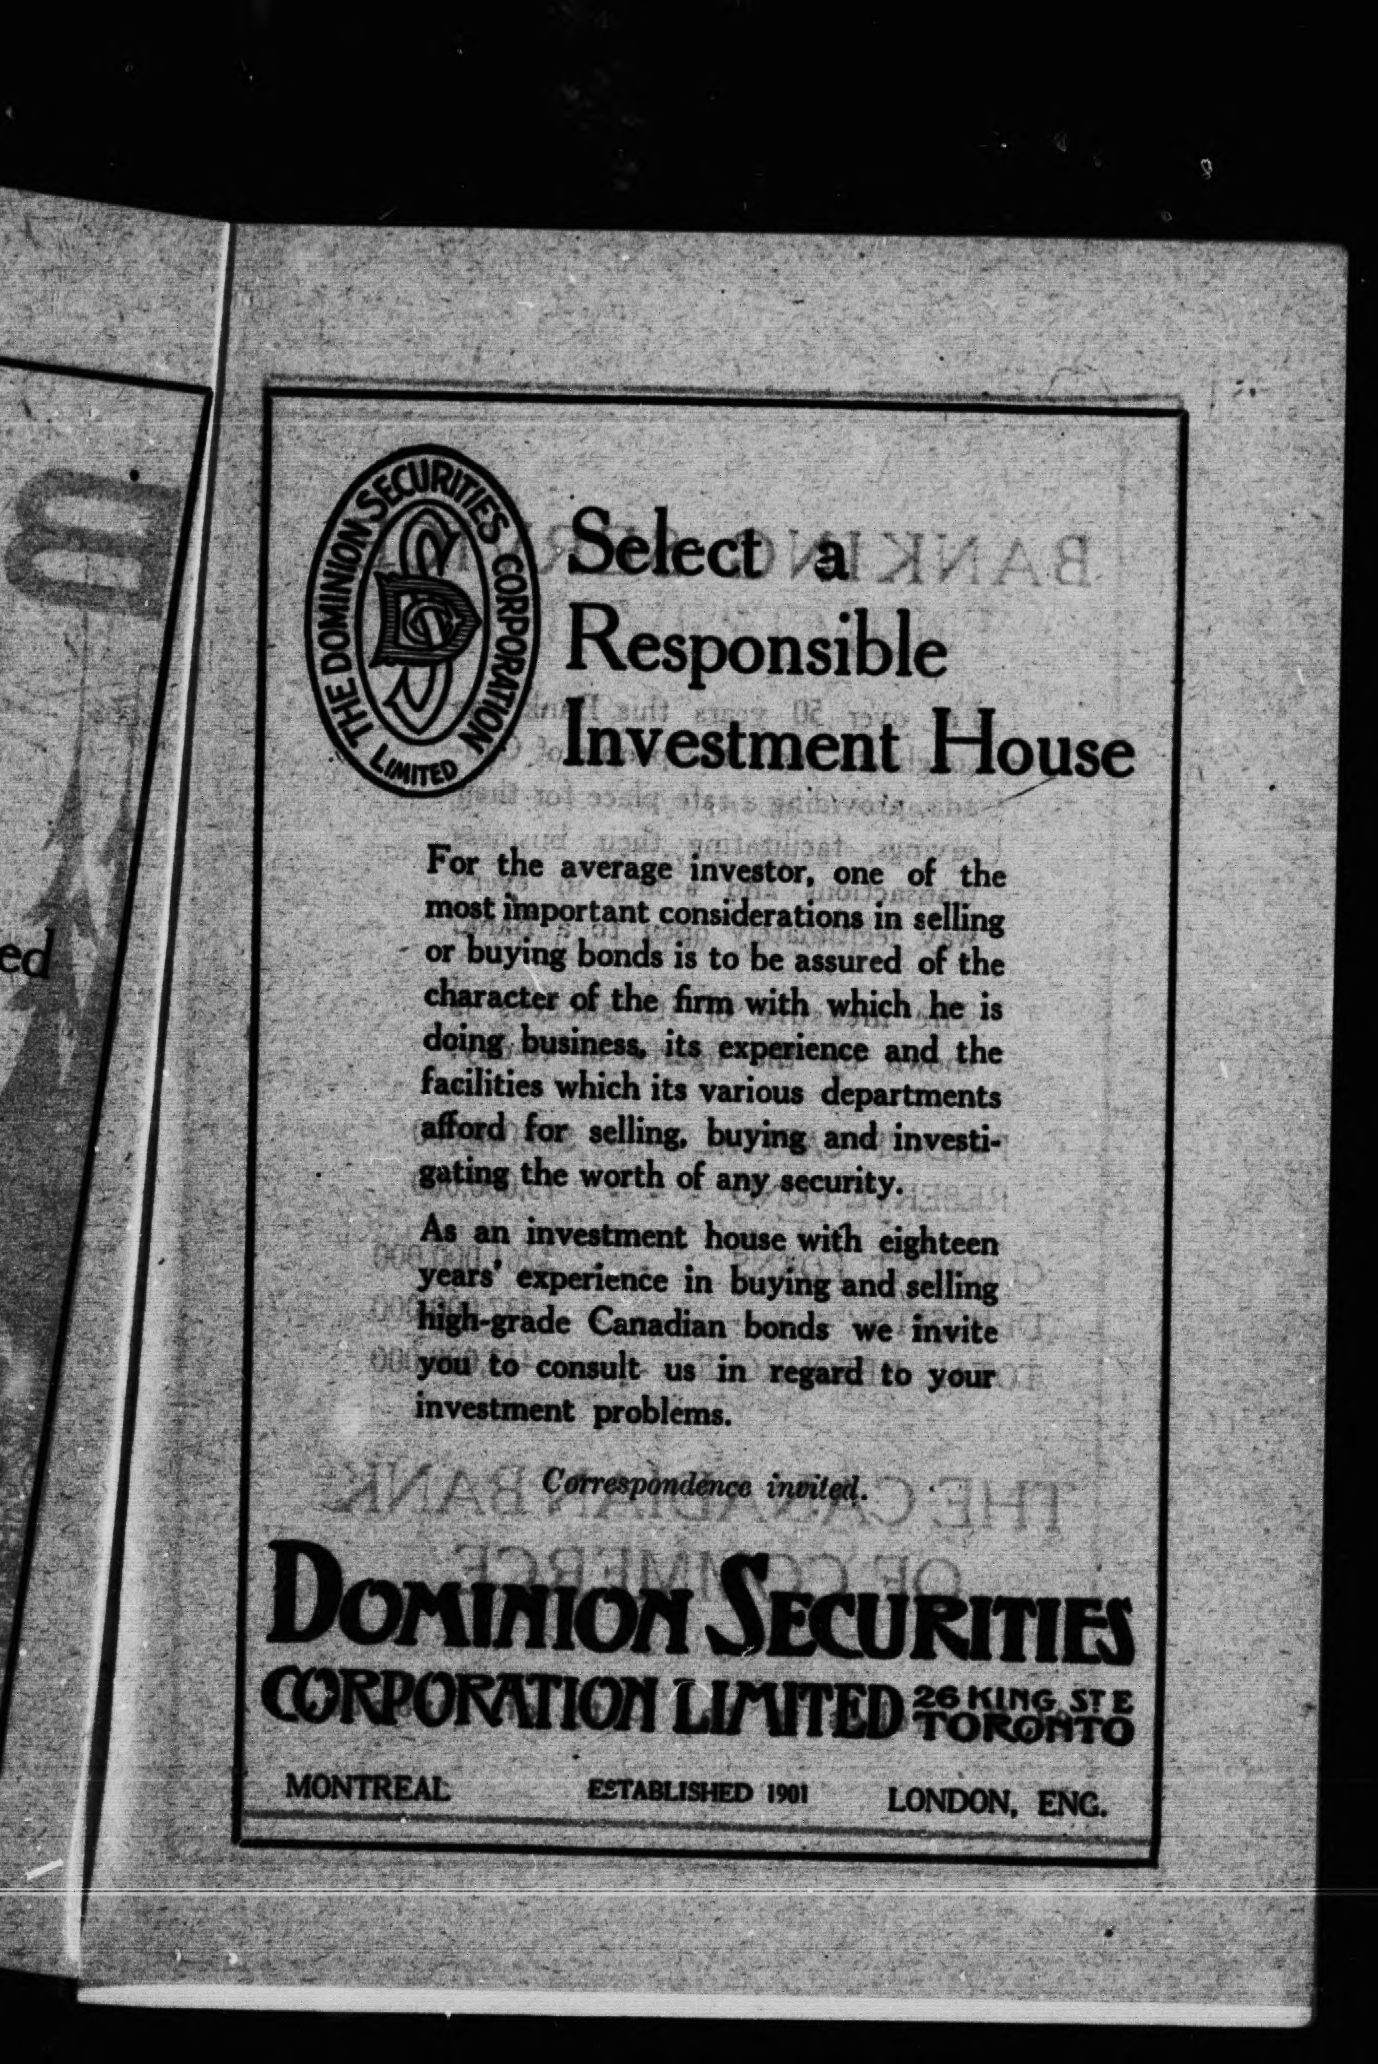 THE DOMINION SECURITIES CORPORATION
LIMITED
Select a
Responsible
Investment House
For the average investor, one of the
most important considerations in selling
or buying bonds is to be assured of the
character of the firm with which he is
doing business, its experience and the
facilities which its various departments
afford for selling, buying and investi-
gating the worth of any security.
As an investment house with eighteen
years' experience in buying and selling
high-grade Canadian bonds we invite
you to consult us in regard to your
investment problems.
Correspondence invited.
DOMINION SECURITIES
CORPORATION LIMITED 26 KING ST E
TORONTO
MONTREAL ESTABLISHED 1901 LONDON, ENG.